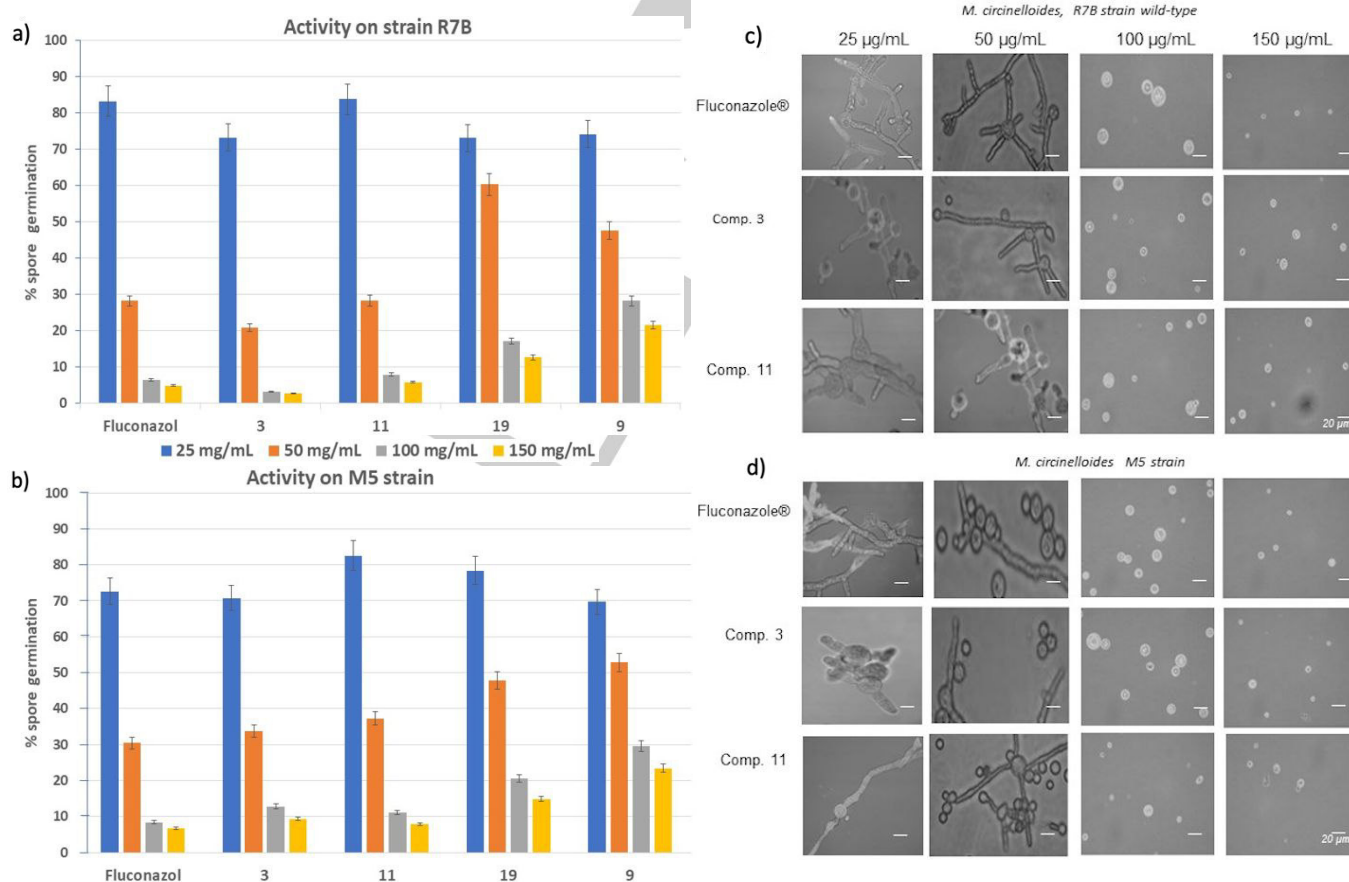 a)
Activity on strain R7B
% spore germination
100
90
80
70
60
50
40
30
20
10
0
Fluconazol 3 11 19 9
25 mg/mL 50 mg/mL 100 mg/mL 150 mg/mL
b)
Activity on M5 strain
% spore germination
100
90
80
70
60
50
40
30
20
10
0
Fluconazol 3 11 19 9
c)
M. circinelloides, R7B strain wild-type
25 µg/mL 50 µg/mL 100 µg/mL 150 µg/mL
Fluconazole®
Comp. 3
Comp. 11
20 µm
d)
M. circinelloides M5 strain
Fluconazole®
Comp. 3
Comp. 11
20 µm